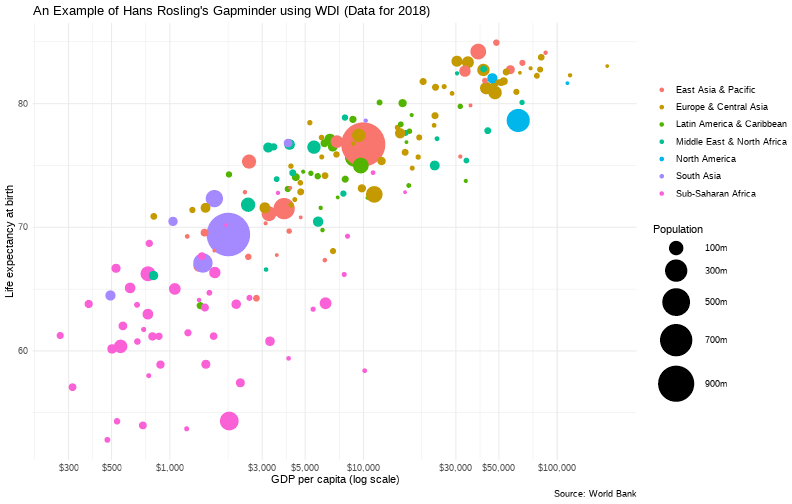 An Example of Hans Rosling's Gapminder using WDI (Data for 2018)
Life expectancy at birth
80
70
60
$300
$500
$1,000
$3,000
$5,000
$10,000
$30,000
$50,000
$100,000
GDP per capita (log scale)
East Asia & Pacific
Europe & Central Asia
Latin America & Caribbean
Middle East & North Africa
North America
South Asia
Sub-Saharan Africa
Population
100m
300m
500m
700m
900m
Source: World Bank